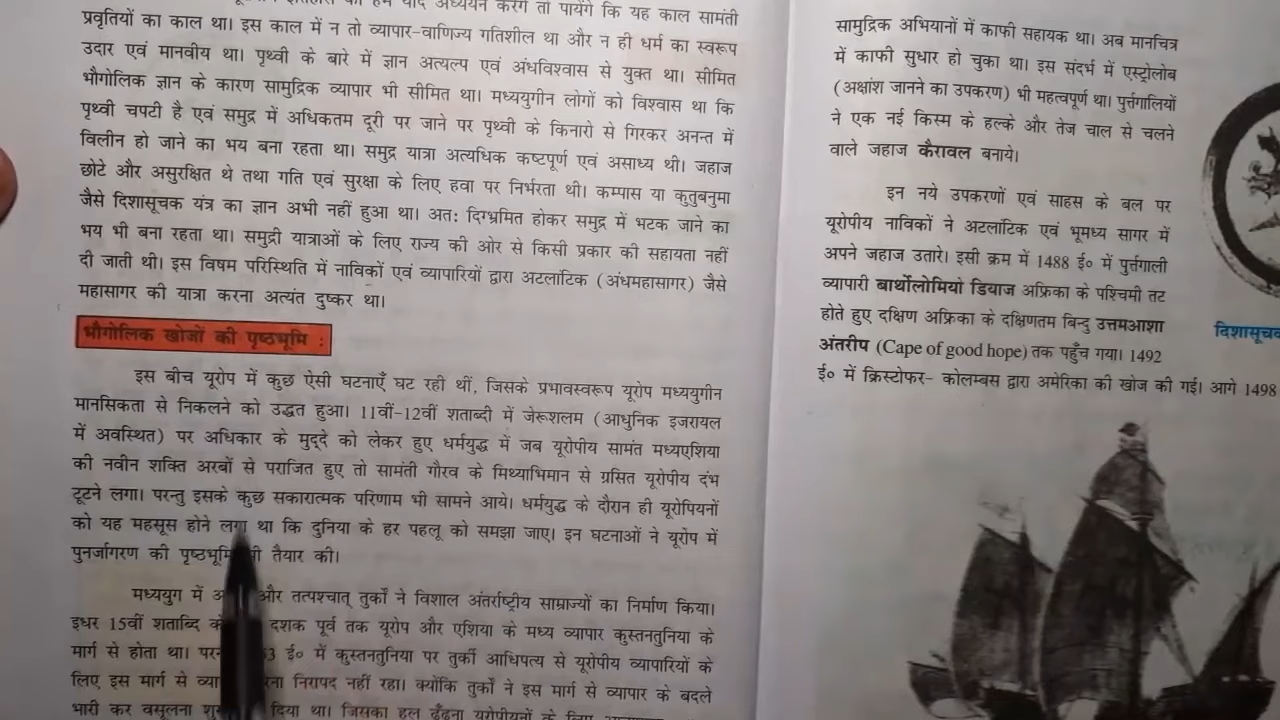 अध्ययन करेंगे तो पायेंगे कि यह काल सामंती
प्रवृतियों का काल था। इस काल में न तो व्यापार-वाणिज्य गतिशील था और न ही धर्म का स्वरूप
उदार एवं मानवीय था। पृथ्वी के बारे में ज्ञान अत्यल्प एवं अंधविश्वास से युक्त था। सीमित
भौगोलिक ज्ञान के कारण सामुद्रिक व्यापार भी सीमित था। मध्ययुगीन लोगों को विश्वास था कि
पृथ्वी चपटी है एवं समुद्र में अधिकतम दूरी पर जाने पर पृथ्वी के किनारो से गिरकर अनन्त में
विलीन हो जाने का भय बना रहता था। समुद्र यात्रा अत्यधिक कष्टपूर्ण एवं असाध्य थी। जहाज
छोटे और असुरक्षित थे तथा गति एवं सुरक्षा के लिए हवा पर निर्भरता थी। कम्पास या कुतुबनुमा
जैसे दिशासूचक यंत्र का ज्ञान अभी नहीं हुआ था। अतः दिग्भ्रमित होकर समुद्र में भटक जाने का
भय भी बना रहता था। समुद्री यात्राओं के लिए राज्य की ओर से किसी प्रकार की सहायता नहीं
दी जाती थी। इस विषम परिस्थिति में नाविकों एवं व्यापारियों द्वारा अटलांटिक (अंधमहासागर) जैसे
महासागर की यात्रा करना अत्यंत दुष्कर था।
भौगोलिक खोजों की पृष्ठभूमि :
इस बीच यूरोप में कुछ ऐसी घटनाएँ घट रही थीं, जिसके प्रभावस्वरूप यूरोप मध्ययुगीन
मानसिकता से निकलने को उद्धत हुआ। 11वीं-12वीं शताब्दी में जेरूशलम (आधुनिक इजरायल
में अवस्थित) पर अधिकार के मुद्दे को लेकर हुए धर्मयुद्ध में जब यूरोपीय सामंत मध्यएशिया
की नवीन शक्ति अरबों से पराजित हुए तो सामंती गौरव के मिथ्याभिमान से ग्रसित यूरोपीय दंभ
टूटने लगा। परन्तु इसके कुछ सकारात्मक परिणाम भी सामने आये। धर्मयुद्ध के दौरान ही यूरोपियनों
को यह महसूस होने लगा था कि दुनिया के हर पहलू को समझा जाए। इन घटनाओं ने यूरोप में
पुनर्जागरण की तैयार की।
मध्ययुग में और तत्पश्चात् तुर्कों ने विशाल अंतर्राष्ट्रीय साम्राज्यों का निर्माण किया।
इधर 15वीं शताब्दि दशक पूर्व तक यूरोप और एशिया के मध्य व्यापार कुस्तनतुनिया के
मार्ग से होता था। ई० में कुस्तनतुनिया पर तुर्की आधिपत्य से यूरोपीय व्यापारियों के
लिए इस मार्ग से निरापद नहीं रहा। क्योंकि तुर्कों ने इस मार्ग से व्यापार के बदले
भारी कर वसूलना दिया था। जिसका हल ढूँढना यूरोपीयनों के लिए
सामुद्रिक अभियानों में काफी सहायक था। अब मानचित्र
में काफी सुधार हो चुका था। इस संदर्भ में एस्ट्रोलोब
(अक्षांश जानने का उपकरण) भी महत्वपूर्ण था। पुर्त्तगालियों
ने एक नई किस्म के हल्के और तेज चाल से चलने
वाले जहाज कैरावल बनाये।
इन नये उपकरणों एवं साहस के बल पर
यूरोपीय नाविकों ने अटलांटिक एवं भूमध्य सागर में
अपने जहाज उतारे। इसी क्रम में 1488 ई० में पुर्त्तगाली
व्यापारी बार्थोलोमियो डियाज अफ्रिका के पश्चिमी तट
होते हुए दक्षिण अफ्रिका के दक्षिणतम बिन्दु उत्तमआशा
अंतरीप (Cape of good hope) तक पहुँच गया। 1492
ई० में क्रिस्टोफर- कोलम्बस द्वारा अमेरिका की खोज की गई। आगे 1498